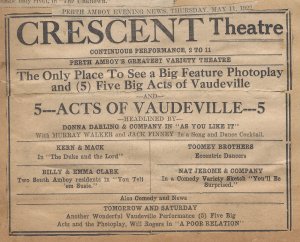 in "The Unknown."
PERTH AMBOY EVENING NEWS, THURSDAY, MAY 11, 1922.
CRESCENT Theatre
CONTINUOUS PERFORMANCE, 2 TO 11
PERTH AMBOY'S GREATEST VARIETY THEATRE
The Only Place To See a Big Feature Photoplay
and (5) Five Big Acts of Vaudeville
—AND—
5---ACTS OF VAUDEVILLE---5
—HEADLINED BY—
DONNA DARLING & COMPANY IN "AS YOU LIKE IT"
With MURRAY WALKER and JACK FINNEY in a Song and Dance Cocktail.
KERN & MACK
In "The Duke and the Lord"
TOOMEY BROTHERS
Eccentric Dancers
BILLY & EMMA CLARK
Two South Amboy residents in "You Tell
'em Susie."
NAT JEROME & COMPANY
In a Comedy Variety Sketch "You'll Be
Surprised."
Also Comedy and News
TOMORROW AND SATURDAY
Another Wonderful Vaudeville Performance (5) Five Big
Acts and the Photoplay, Will Rogers in "A POOR RELATION"